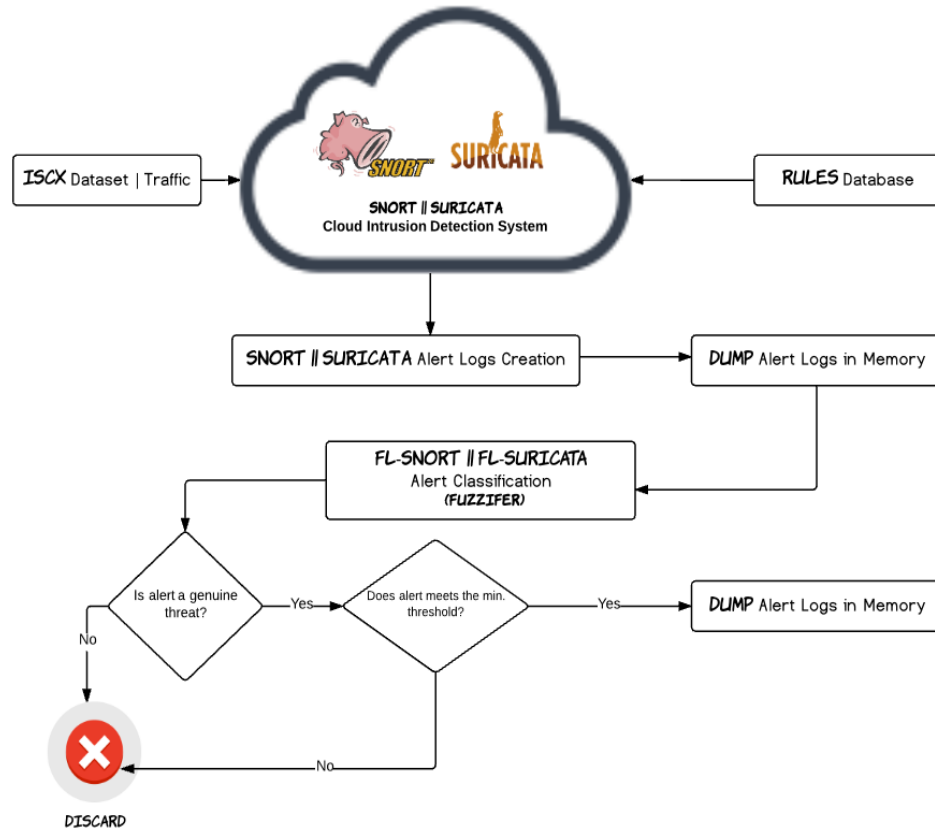 SNORT
SURICATA
ISCX Dataset | Traffic
RULES Database
SNORT || SURICATA
Cloud Intrusion Detection System
SNORT || SURICATA Alert Logs Creation
DUMP Alert Logs in Memory
FL-SNORT || FL-SURICATA
Alert Classification
(FUZZIFER)
Is alert a genuine
threat?
Yes
Does alert meets the min.
threshold?
Yes
DUMP Alert Logs in Memory
No
No
DISCARD